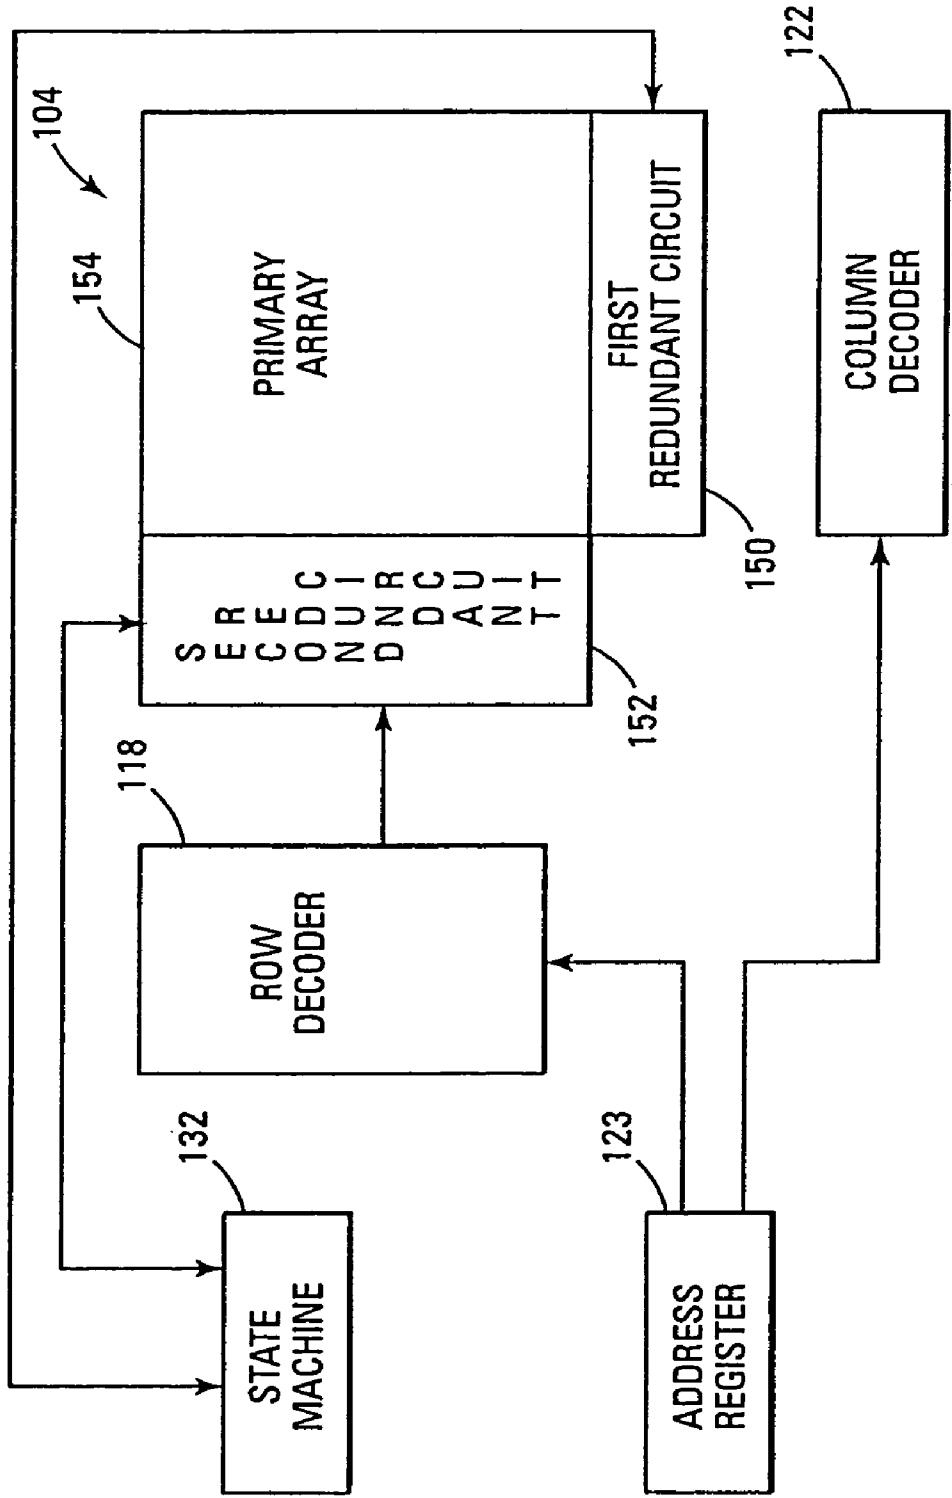 104
154
118
132
STATE
MACHINE
ROW
DECODER
SECOND
REDUNDANT
CIRCUIT
PRIMARY
ARRAY
152
150
FIRST
REDUNDANT CIRCUIT
123
ADDRESS
REGISTER
122
COLUMN
DECODER